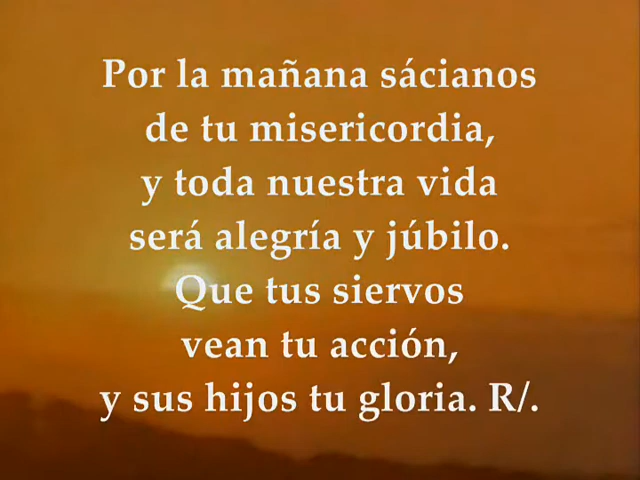 Por la mañana sácianos
de tu misericordia,
y toda nuestra vida
será alegría y júbilo.
Que tus siervos
vean tu acción,
y sus hijos tu gloria. R/.